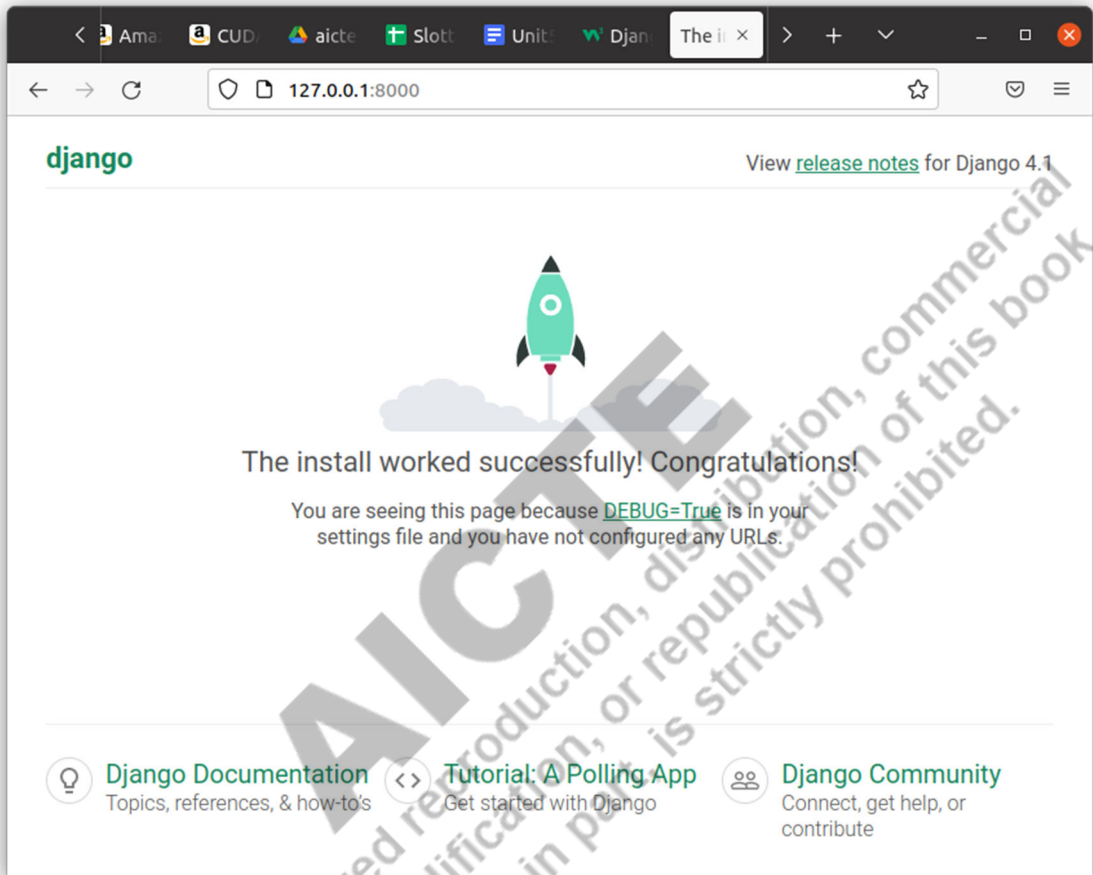 Ama
CUD
aicte
Slott
Unit
Djan
The i
127.0.0.1:8000
django
View release notes for Django 4.1
The install worked successfully! Congratulations!
You are seeing this page because DEBUG=True is in your
settings file and you have not configured any URLs.
Django Documentation
Topics, references, & how-to's
Tutorial: A Polling App
Get started with Django
Django Community
Connect, get help, or
contribute
AICTE
reproduction, distribution, commercial
or republication of this book
in part, is strictly prohibited.